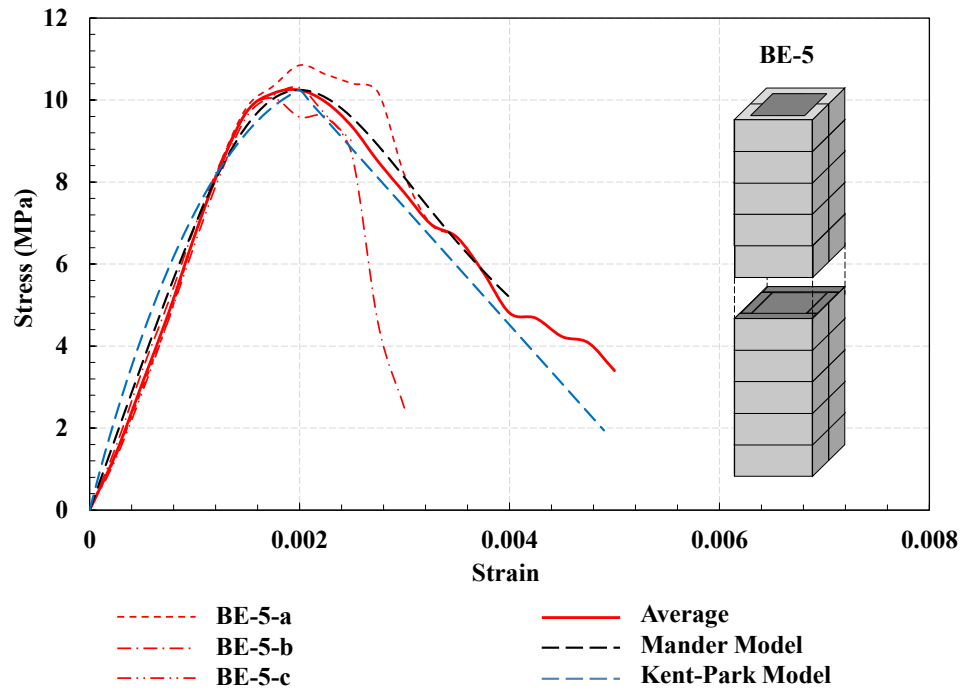 12
10
8
6
4
2
0
Stress (MPa)
0
0.002
0.004
0.006
0.008
Strain
BE-5
BE-5-a
BE-5-b
BE-5-c
Average
Mander Model
Kent-Park Model